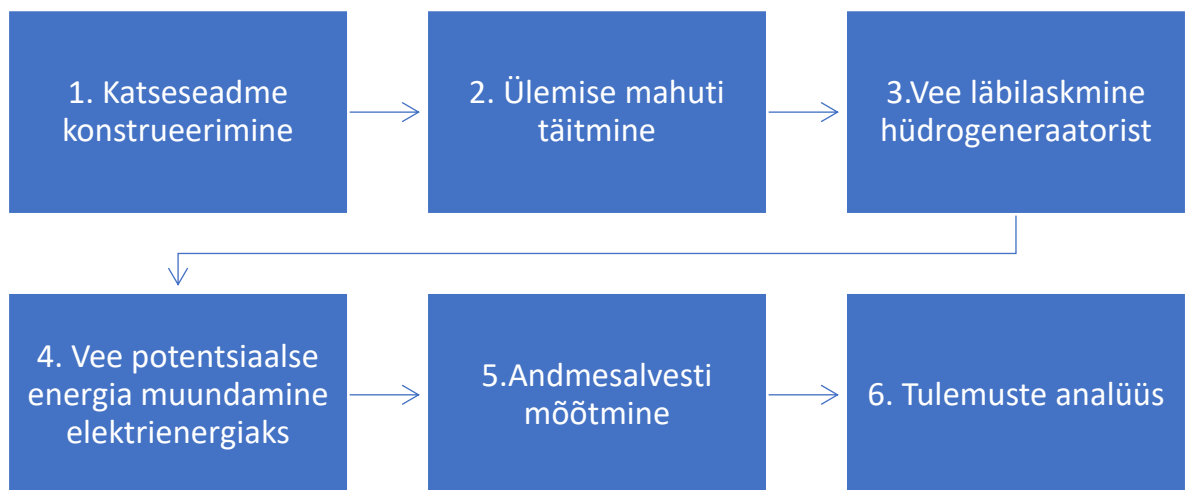 1. Katseseadme
konstrueerimine
2. Ülemise mahuti
täitmine
3.Vee läbilaskmine
hüdrogeneraatorist
4. Vee potentsiaalse
energia muundamine
elektrienergiaks
5.Andmesalvesti
mõõtmine
6. Tulemuste analüüs